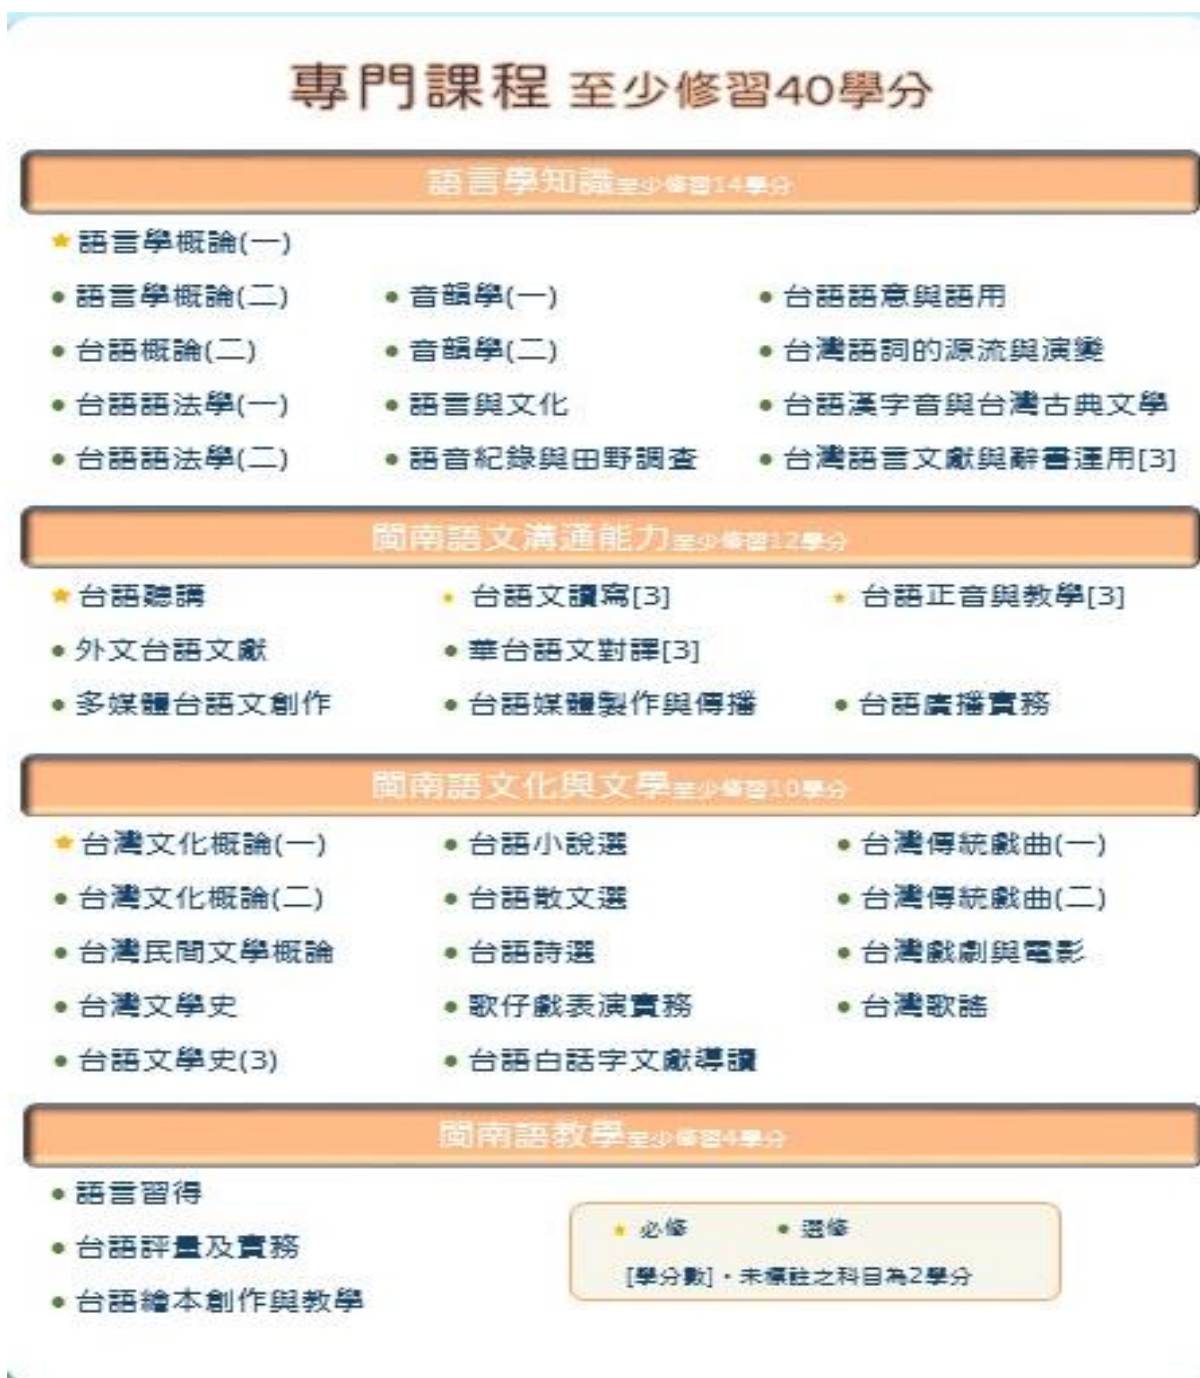 專門課程 至少修習40學分
語言學知識至少修習14學分
語言學概論(一)
語言學概論(二) 音韻學(一) 台語語意與語用
台語概論(二) 音韻學(二) 台灣語詞的源流與演變
台語語法學(一) 語言與文化 台語漢字音與台灣古典文學
台語語法學(二) 語音紀錄與田野調查 台灣語言文獻與辭書運用[3]
閩南語文溝通能力至少修習12學分
台語聽講 台語文讀寫[3] 台語正音與教學[3]
外文台語文獻 華台語文對譯[3]
多媒體台語文創作 台語媒體製作與傳播 台語廣播實務
閩南語文化與文學至少修習10學分
台灣文化概論(一) 台語小說選 台灣傳統戲曲(一)
台灣文化概論(二) 台語散文選 台灣傳統戲曲(二)
台灣民間文學概論 台語詩選 台灣戲劇與電影
台灣文學史 歌仔戲表演實務 台灣歌謠
台語文學史(3) 台語白話字文獻導讀
閩南語教學至少修習4學分
語言習得
台語評量及實務
台語繪本創作與教學
必修 選修
[學分數]・未標註之科目為2學分